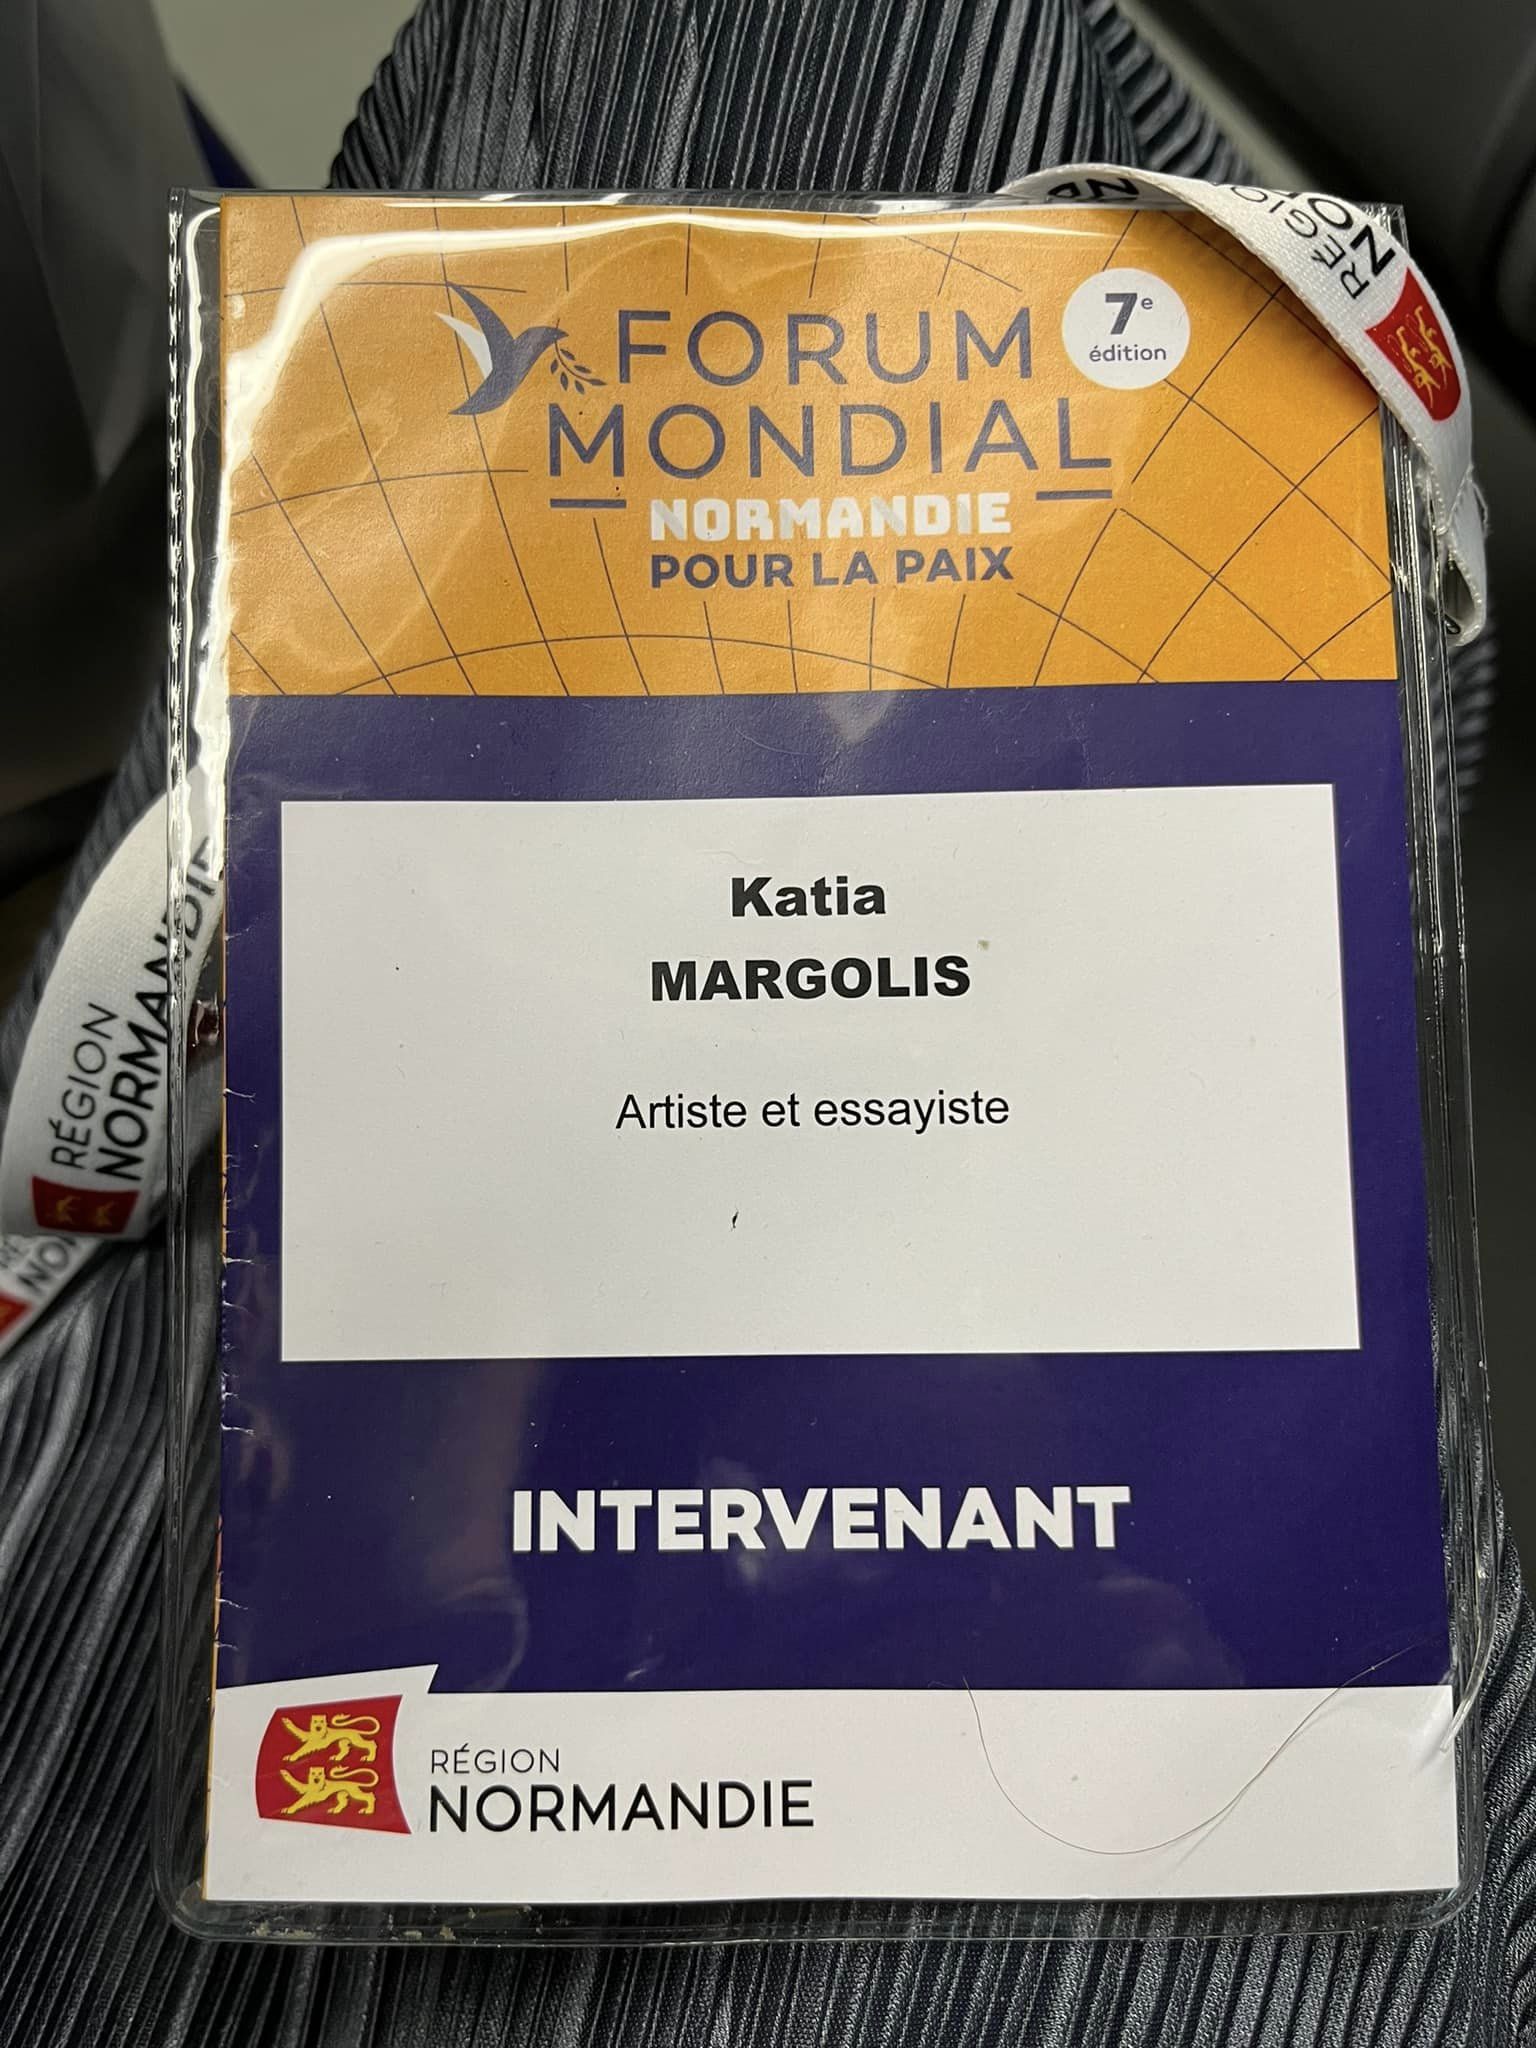 FORUM
7e
édition
MONDIAL
NORMANDIE
POUR LA PAIX
Katia
MARGOLIS
Artiste et essayiste
INTERVENANT
RÉGION
NORMANDIE
RÉGION
NORMANDIE
RÉGION
NO